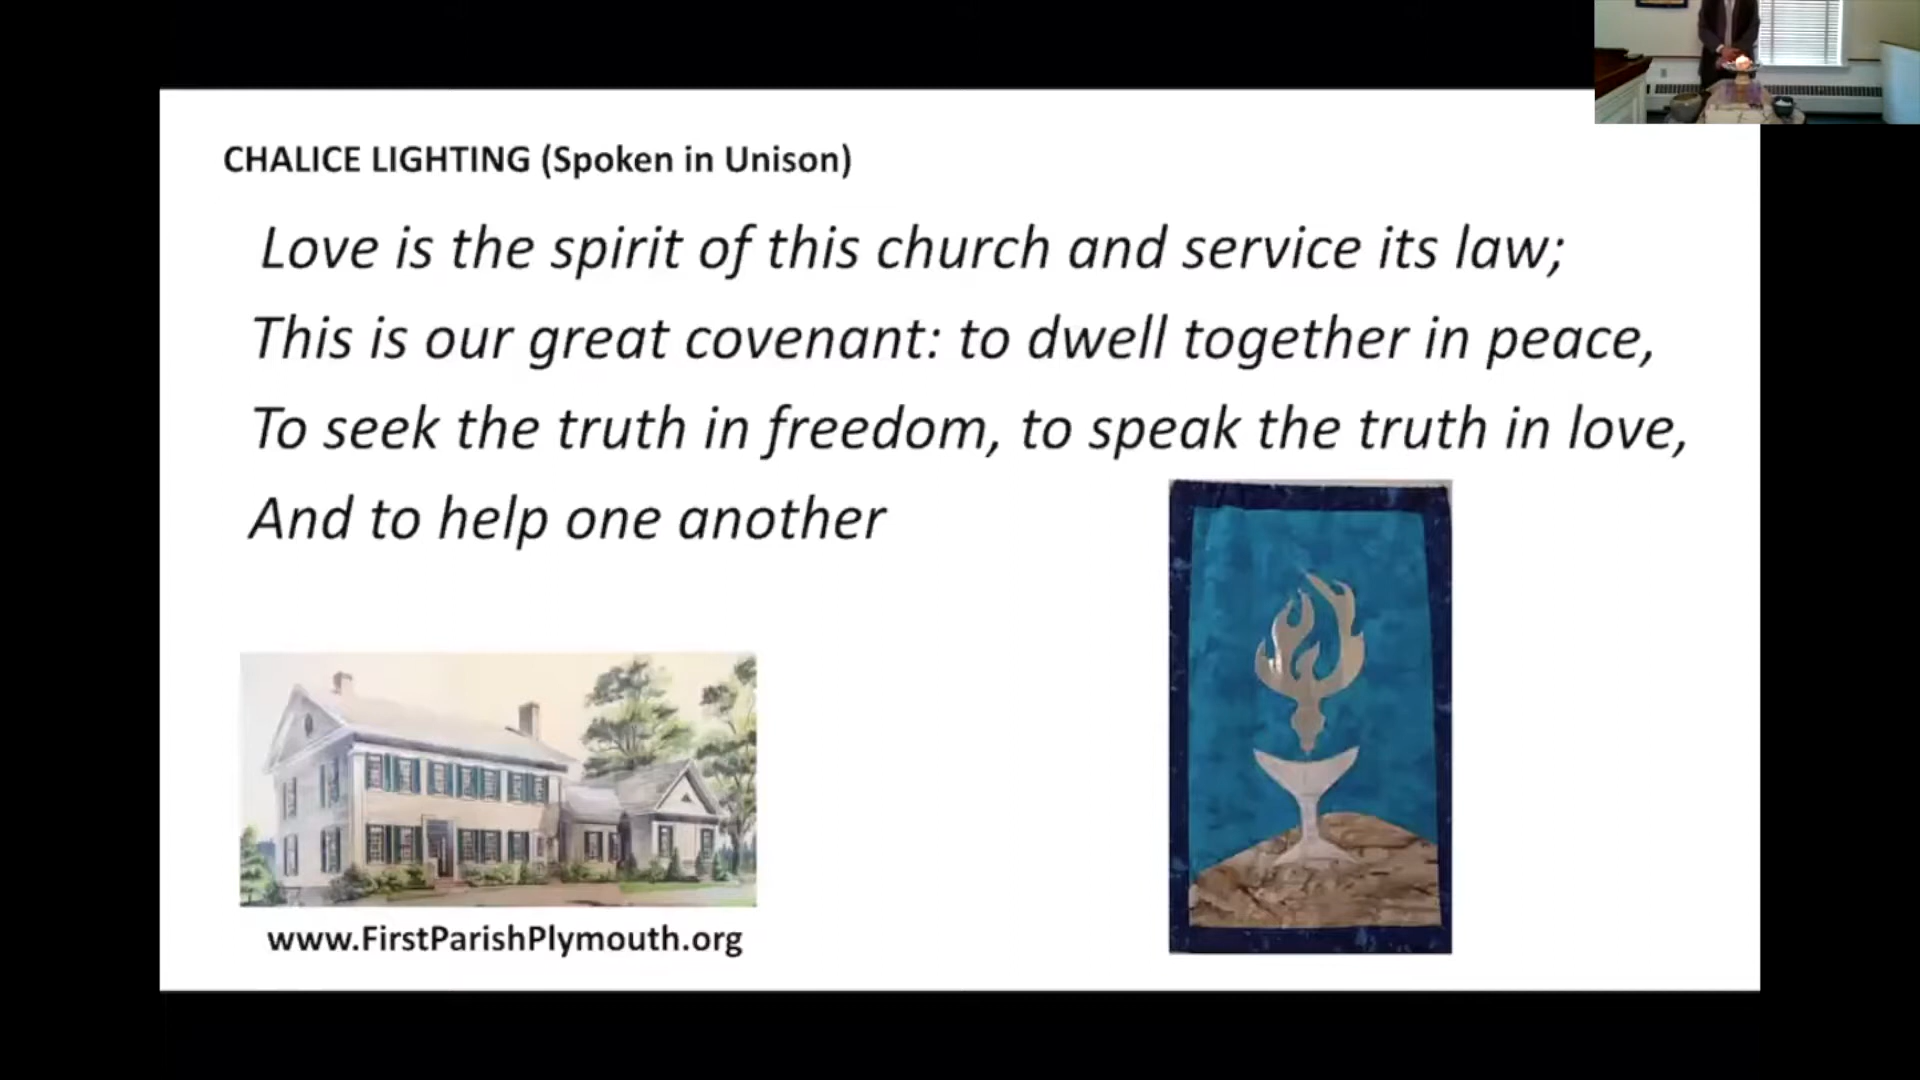 CHALICE LIGHTING (Spoken in Unison)
Love is the spirit of this church and service its law;
This is our great covenant: to dwell together in peace,
To seek the truth in freedom, to speak the truth in love,
And to help one another
www.FirstParishPlymouth.org